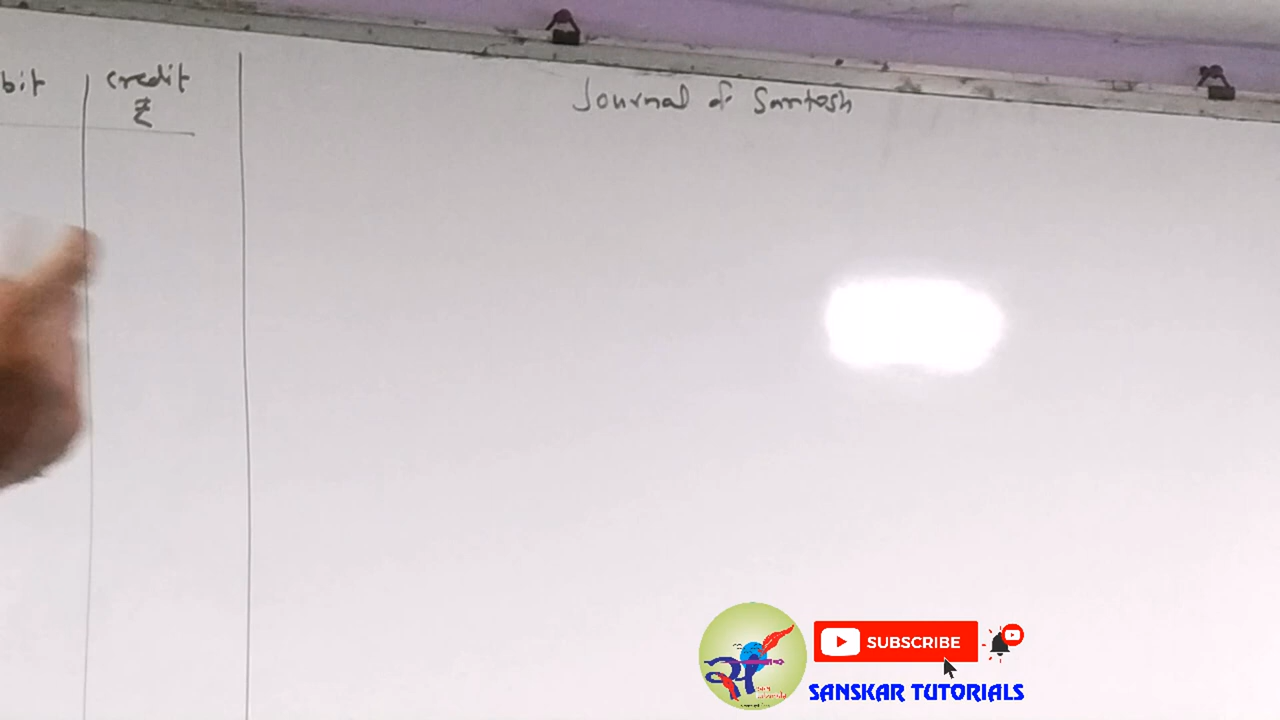 bit
credit
₹
Journal of Santosh
SUBSCRIBE
SANSKAR TUTORIALS